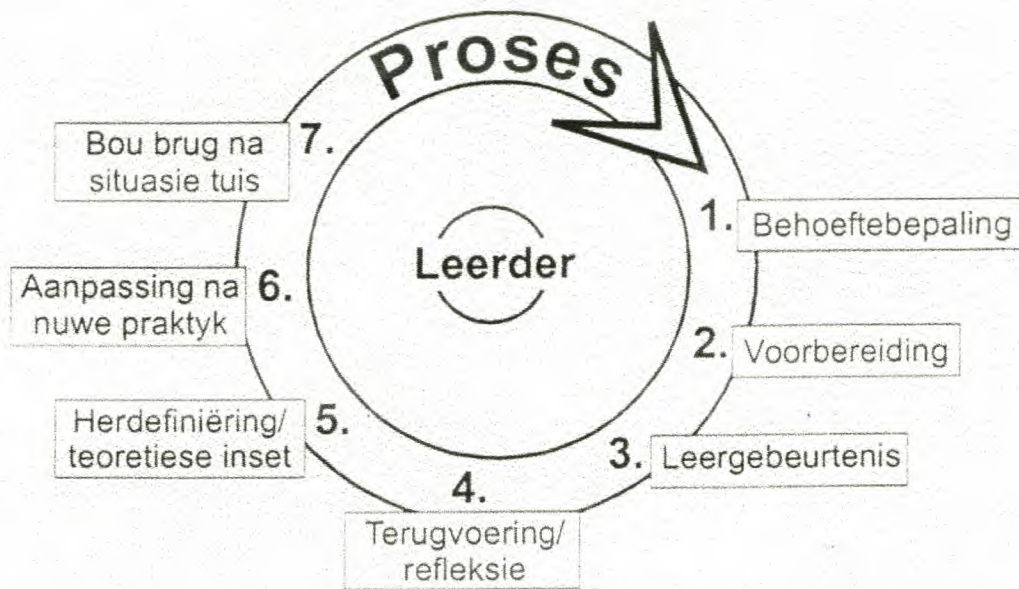 Proses
1. Behoeftebepaling
2. Voorbereiding
3. Leergebeurtenis
4.
Terugvoering/
refleksie
5.
Herdefiniëring/
teoretiese inset
6.
Aanpassing na
nuwe praktyk
7.
Bou brug na
situasie tuis
Leerder